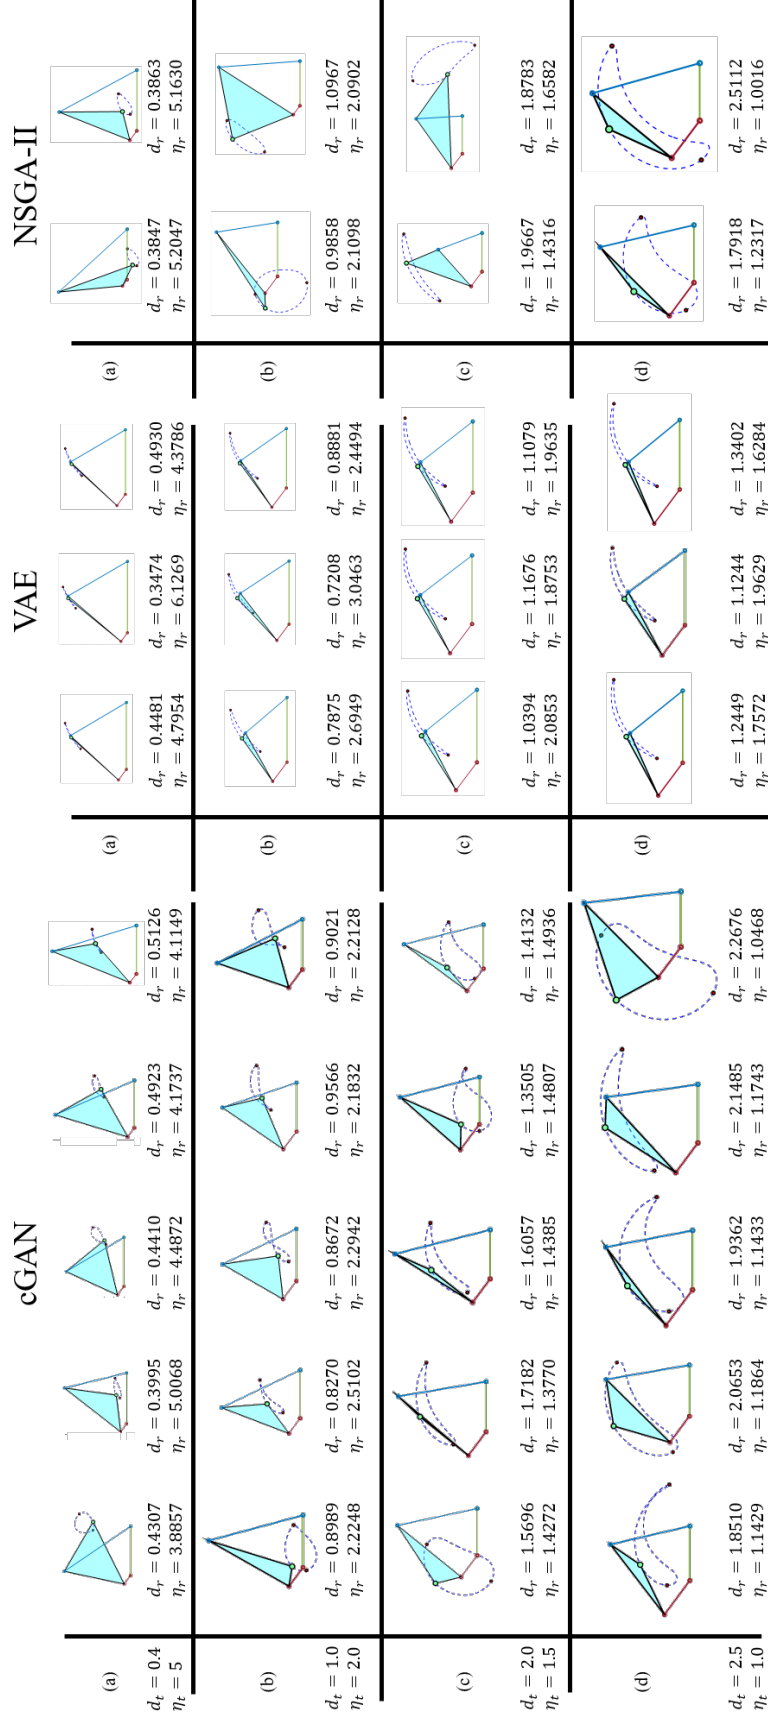 cGAN
VAE
NSGA-II
(a)
d_t = 0.4
η_t = 5
d_r = 0.4307
η_r = 3.8857
d_r = 0.3995
η_r = 5.0068
d_r = 0.4410
η_r = 4.4872
d_r = 0.4923
η_r = 4.1737
d_r = 0.5126
η_r = 4.1149
(a)
d_r = 0.4481
η_r = 4.7954
d_r = 0.3474
η_r = 6.1269
d_r = 0.4930
η_r = 4.3786
(a)
d_r = 0.3847
η_r = 5.2047
d_r = 0.3863
η_r = 5.1630
(b)
d_t = 1.0
η_t = 2.0
d_r = 0.8989
η_r = 2.2248
d_r = 0.8270
η_r = 2.5102
d_r = 0.8672
η_r = 2.2942
d_r = 0.9566
η_r = 2.1832
d_r = 0.9021
η_r = 2.2128
(b)
d_r = 0.7875
η_r = 2.6949
d_r = 0.7208
η_r = 3.0463
d_r = 0.8881
η_r = 2.4494
(b)
d_r = 0.9858
η_r = 2.1098
d_r = 1.0967
η_r = 2.0902
(c)
d_t = 2.0
η_t = 1.5
d_r = 1.5696
η_r = 1.4272
d_r = 1.7182
η_r = 1.3770
d_r = 1.6057
η_r = 1.4385
d_r = 1.3505
η_r = 1.4807
d_r = 1.4132
η_r = 1.4936
(c)
d_r = 1.0394
η_r = 2.0853
d_r = 1.1676
η_r = 1.8753
d_r = 1.1079
η_r = 1.9635
(c)
d_r = 1.9667
η_r = 1.4316
d_r = 1.8783
η_r = 1.6582
(d)
d_t = 2.5
η_t = 1.0
d_r = 1.8510
η_r = 1.1429
d_r = 2.0653
η_r = 1.1864
d_r = 1.9362
η_r = 1.1433
d_r = 2.1485
η_r = 1.1743
d_r = 2.2676
η_r = 1.0468
(d)
d_r = 1.2449
η_r = 1.7572
d_r = 1.1244
η_r = 1.9629
d_r = 1.3402
η_r = 1.6284
(d)
d_r = 1.7918
η_r = 1.2317
d_r = 2.5112
η_r = 1.0016